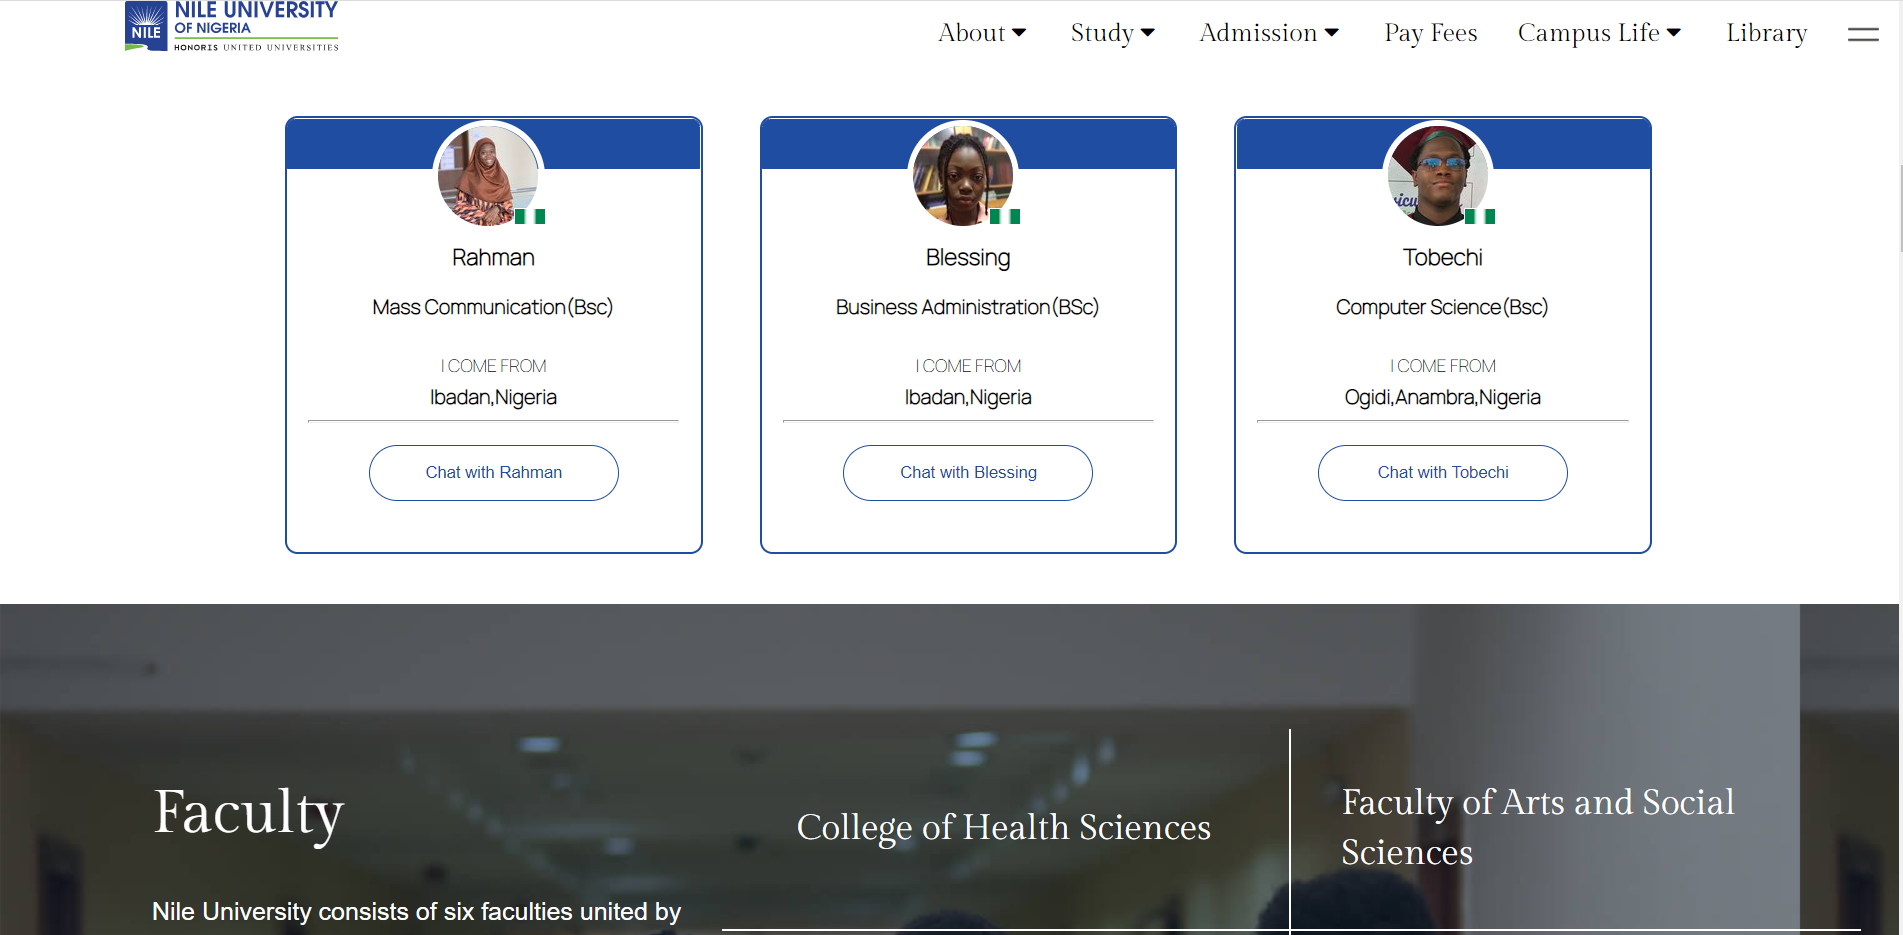 NILE UNIVERSITY
OF NIGERIA
NILE
HONORIS UNITED UNIVERSITIES
About
Study
Admission
Pay Fees
Campus Life
Library
Rahman
Mass Communication(Bsc)
I COME FROM
Ibadan,Nigeria
Chat with Rahman
Blessing
Business Administration(BSc)
I COME FROM
Ibadan,Nigeria
Chat with Blessing
Tobechi
Computer Science(Bsc)
I COME FROM
Ogidi,Anambra,Nigeria
Chat with Tobechi
Faculty
Nile University consists of six faculties united by
College of Health Sciences
Faculty of Arts and Social
Sciences